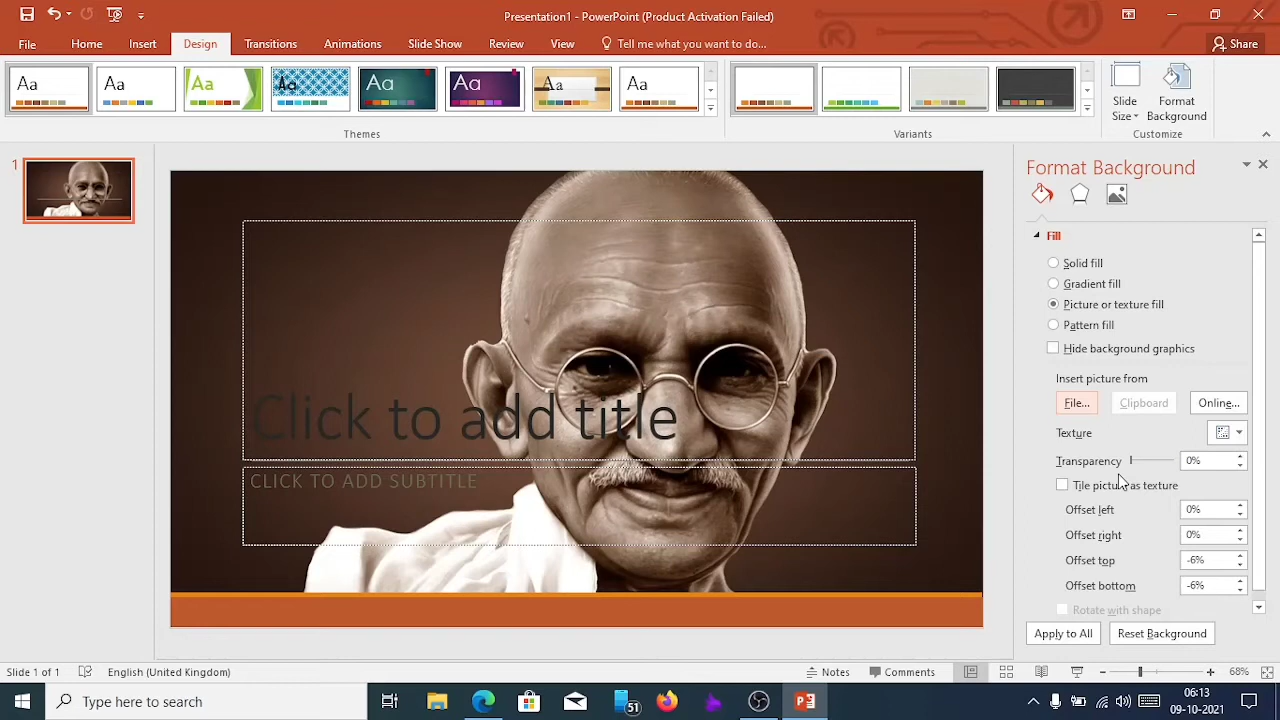 Presentation1 - PowerPoint (Product Activation Failed)
File Home Insert Design Transitions Animations Slide Show Review View Tell me what you want to do... Share
Aa Aa Aa Aa Aa Aa Aa Aa
Slide Size
Format Background
Themes Variants Customize
1
Format Background
Fill
Solid fill
Gradient fill
Picture or texture fill
Pattern fill
Hide background graphics
Insert picture from
File... Clipboard Online...
Texture
Transparency 0%
Tile picture as texture
Offset left 0%
Offset right 0%
Offset top -6%
Offset bottom -6%
Rotate with shape
Apply to All Reset Background
Click to add title
CLICK TO ADD SUBTITLE
Slide 1 of 1 English (United Kingdom) Notes Comments 68%
Type here to search 51 06:13
09-10-2021